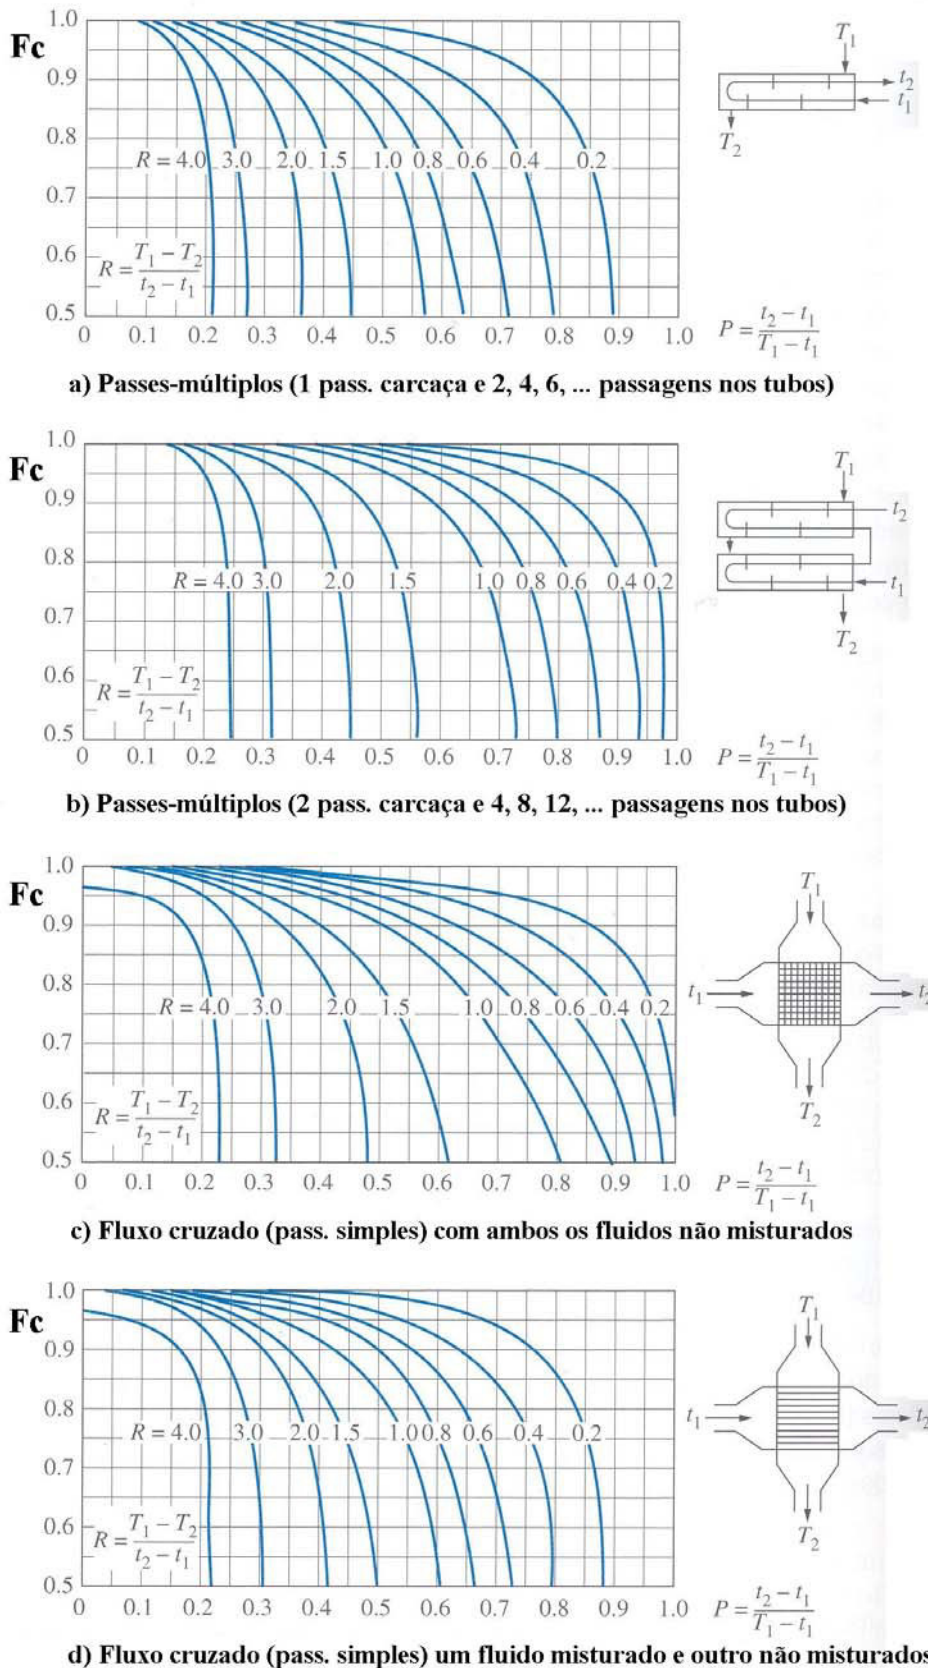 1.0
Fc
0.9
0.8
0.7
0.6
0.5
R = 4.0 3.0 2.0 1.5 1.0 0.8 0.6 0.4 0.2
R = T1 − T2 / t2 − t1
0 0.1 0.2 0.3 0.4 0.5 0.6 0.7 0.8 0.9 1.0
T1
t2
t1
T2
P = t2 − t1 / T1 − t1
a) Passes-múltiplos (1 pass. carcaça e 2, 4, 6, ... passagens nos tubos)
1.0
Fc
0.9
0.8
0.7
0.6
0.5
R = 4.0 3.0 2.0 1.5 1.0 0.8 0.6 0.4 0.2
R = T1 − T2 / t2 − t1
0 0.1 0.2 0.3 0.4 0.5 0.6 0.7 0.8 0.9 1.0
T1
t2
t1
T2
P = t2 − t1 / T1 − t1
b) Passes-múltiplos (2 pass. carcaça e 4, 8, 12, ... passagens nos tubos)
1.0
Fc
0.9
0.8
0.7
0.6
0.5
R = 4.0 3.0 2.0 1.5 1.0 0.8 0.6 0.4 0.2
R = T1 − T2 / t2 − t1
0 0.1 0.2 0.3 0.4 0.5 0.6 0.7 0.8 0.9 1.0
T1
t1
t2
T2
P = t2 − t1 / T1 − t1
c) Fluxo cruzado (pass. simples) com ambos os fluidos não misturados
1.0
Fc
0.9
0.8
0.7
0.6
0.5
R = 4.0 3.0 2.0 1.5 1.0 0.8 0.6 0.4 0.2
R = T1 − T2 / t2 − t1
0 0.1 0.2 0.3 0.4 0.5 0.6 0.7 0.8 0.9 1.0
T1
t1
t2
T2
P = t2 − t1 / T1 − t1
d) Fluxo cruzado (pass. simples) um fluido misturado e outro não misturados